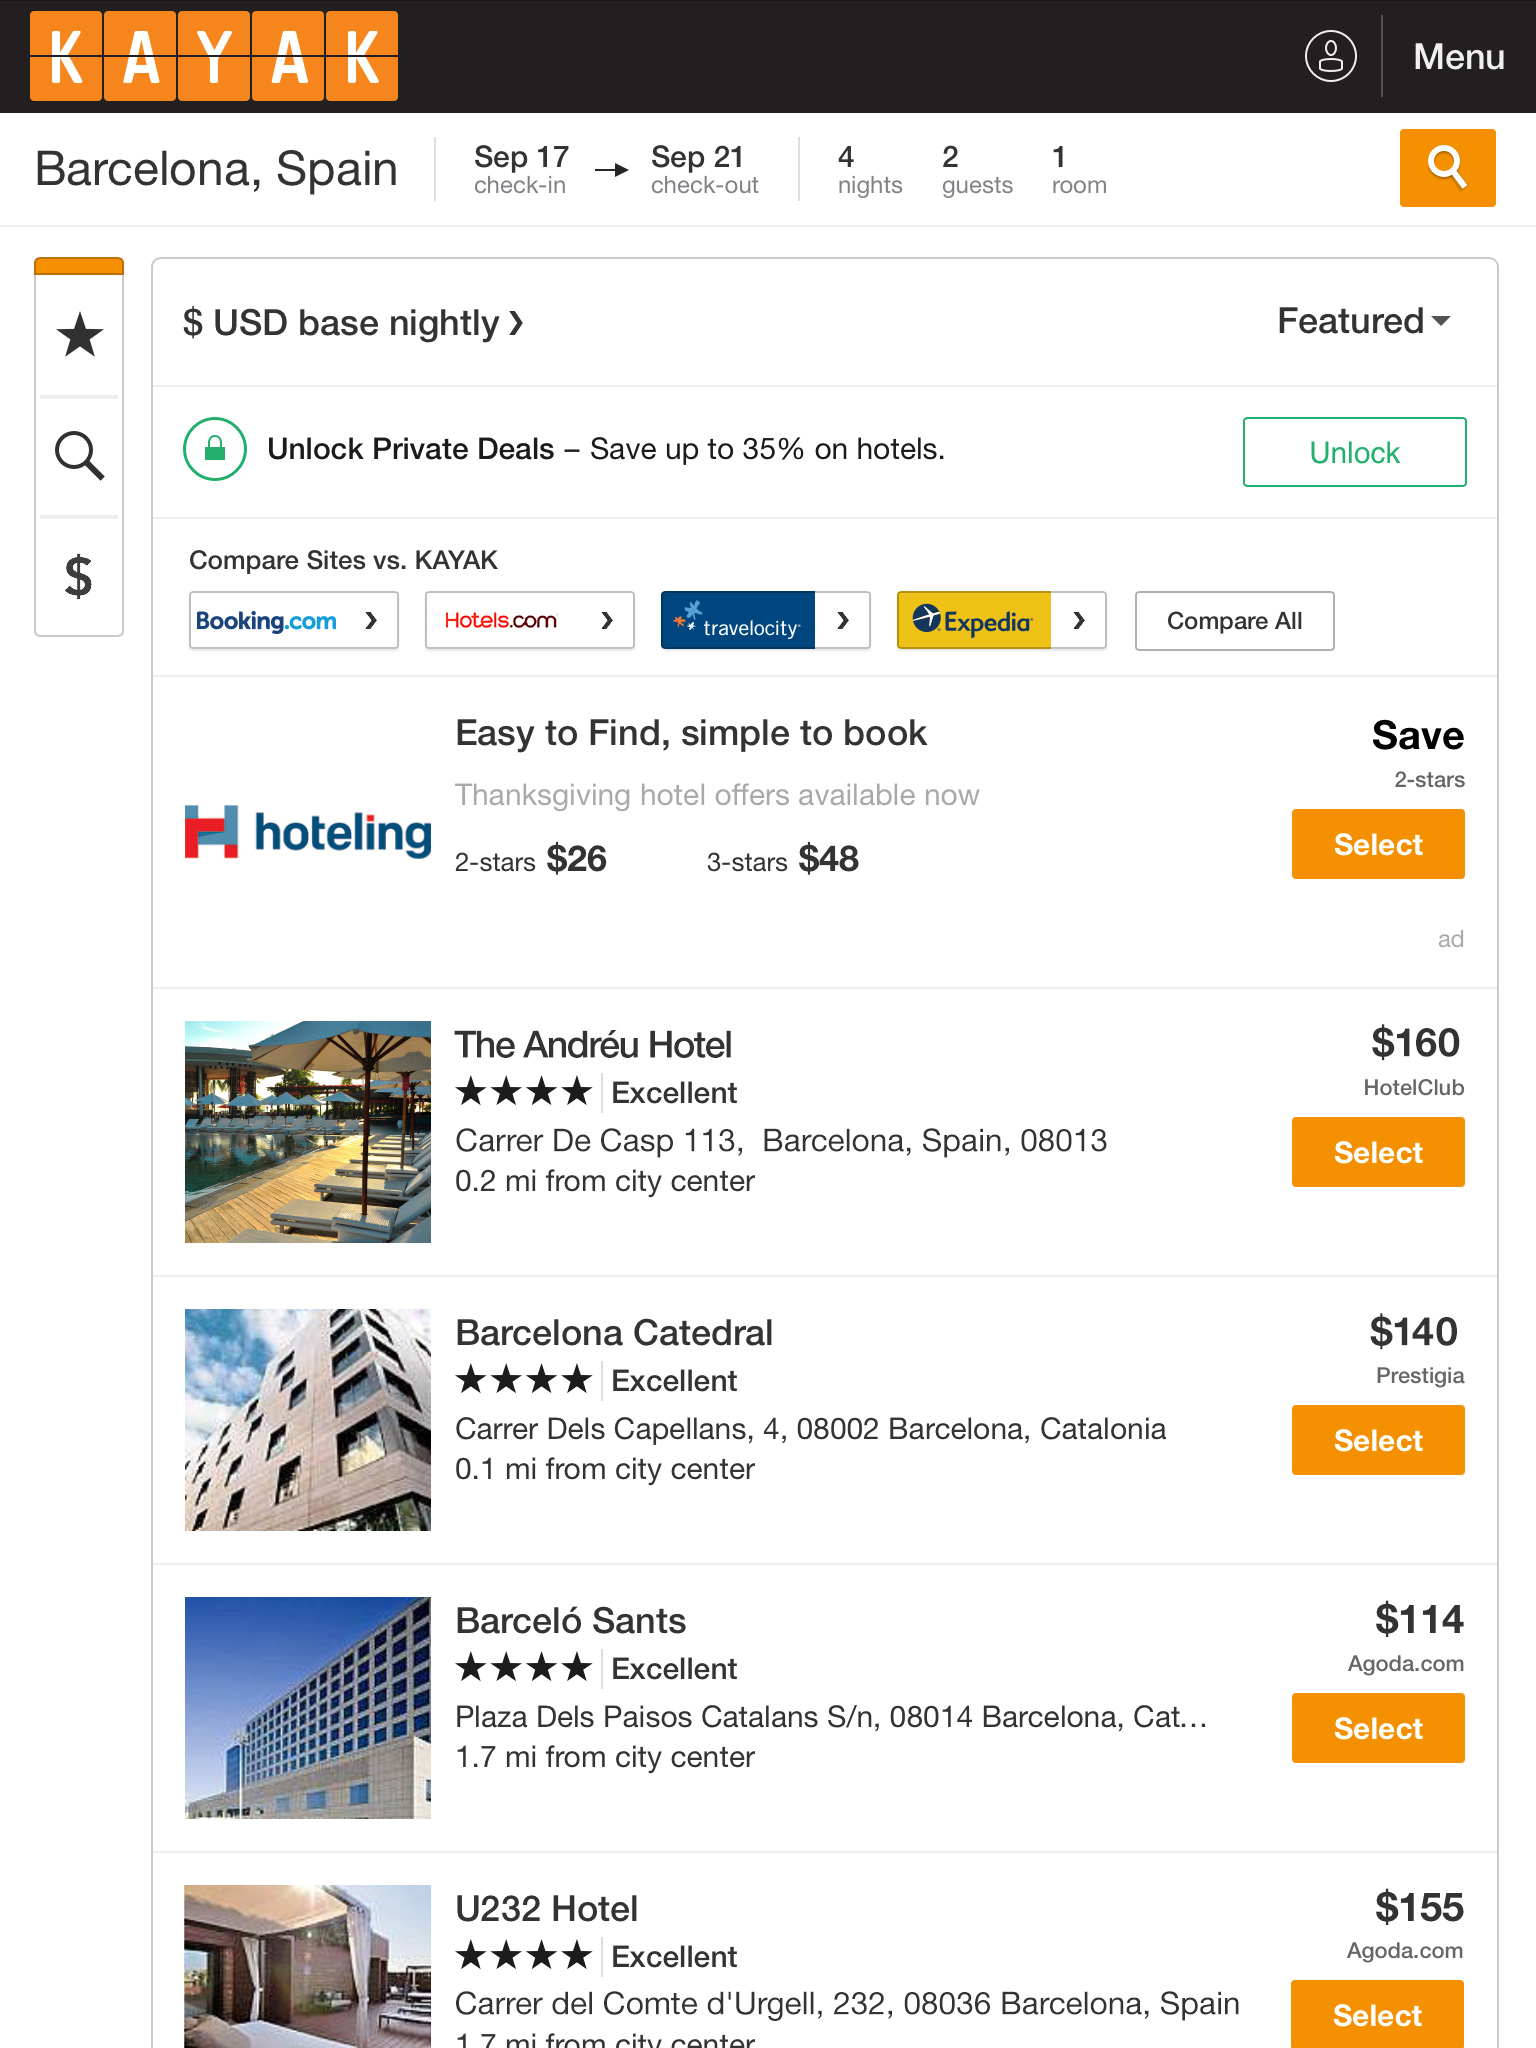 KAYAK
Menu
Barcelona, Spain
Sep 17
check-in
Sep 21
check-out
4
nights
2
guests
1
room
$ USD base nightly
Featured
Unlock Private Deals – Save up to 35% on hotels.
Unlock
$
Compare Sites vs. KAYAK
Booking.com
Hotels.com
travelocity
Expedia
Compare All
hoteling
Easy to Find, simple to book
Thanksgiving hotel offers available now
2-stars $26
3-stars $48
Save
2-stars
Select
ad
The Andréu Hotel
Excellent
Carrer De Casp 113, Barcelona, Spain, 08013
0.2 mi from city center
$160
HotelClub
Select
Barcelona Catedral
Excellent
Carrer Dels Capellans, 4, 08002 Barcelona, Catalonia
0.1 mi from city center
$140
Prestigia
Select
Barceló Sants
Excellent
Plaza Dels Paisos Catalans S/n, 08014 Barcelona, Cat…
1.7 mi from city center
$114
Agoda.com
Select
U232 Hotel
Excellent
Carrer del Comte d'Urgell, 232, 08036 Barcelona, Spain
1.7 mi from city center
$155
Agoda.com
Select